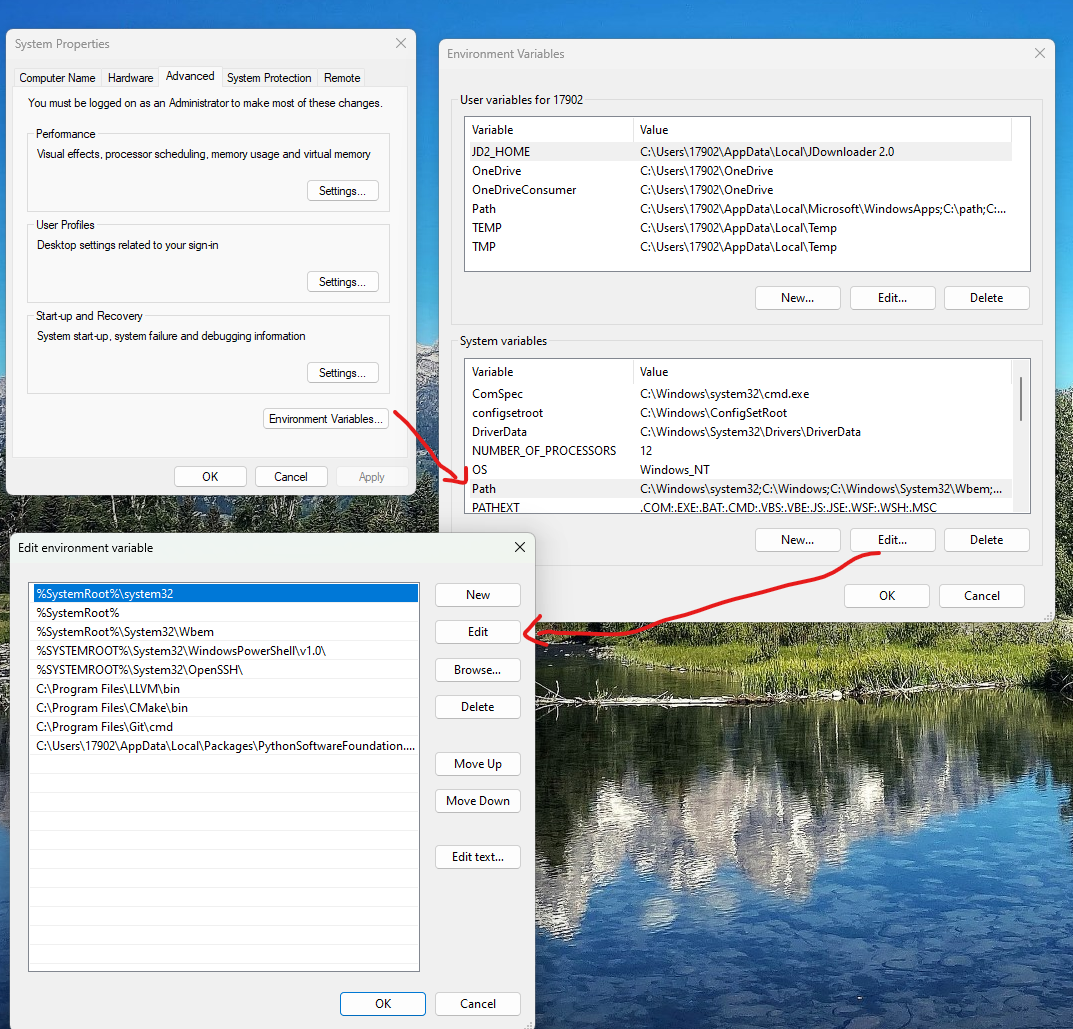 System Properties
Computer Name Hardware Advanced System Protection Remote
You must be logged on as an Administrator to make most of these changes.
Performance
Visual effects, processor scheduling, memory usage and virtual memory
Settings...
User Profiles
Desktop settings related to your sign-in
Settings...
Start-up and Recovery
System start-up, system failure and debugging information
Settings...
Environment Variables...
OK Cancel Apply
Environment Variables
User variables for 17902
Variable Value
JD2_HOME C:\Users\17902\AppData\Local\JDownloader 2.0
OneDrive C:\Users\17902\OneDrive
OneDriveConsumer C:\Users\17902\OneDrive
Path C:\Users\17902\AppData\Local\Microsoft\WindowsApps;C:\path;C:...
TEMP C:\Users\17902\AppData\Local\Temp
TMP C:\Users\17902\AppData\Local\Temp
New... Edit... Delete
System variables
Variable Value
ComSpec C:\Windows\system32\cmd.exe
configsetroot C:\Windows\ConfigSetRoot
DriverData C:\Windows\System32\Drivers\DriverData
NUMBER_OF_PROCESSORS 12
OS Windows_NT
Path C:\Windows\system32;C:\Windows;C:\Windows\System32\Wbem;...
PATHEXT .COM;.EXE;.BAT;.CMD;.VBS;.VBE;.JS;.JSE;.WSF;.WSH;.MSC
New... Edit... Delete
OK Cancel
Edit environment variable
%SystemRoot%\system32
%SystemRoot%
%SystemRoot%\System32\Wbem
%SYSTEMROOT%\System32\WindowsPowerShell\v1.0\
%SYSTEMROOT%\System32\OpenSSH\
C:\Program Files\LLVM\bin
C:\Program Files\CMake\bin
C:\Program Files\Git\cmd
C:\Users\17902\AppData\Local\Packages\PythonSoftwareFoundation....
New
Edit
Browse...
Delete
Move Up
Move Down
Edit text...
OK Cancel